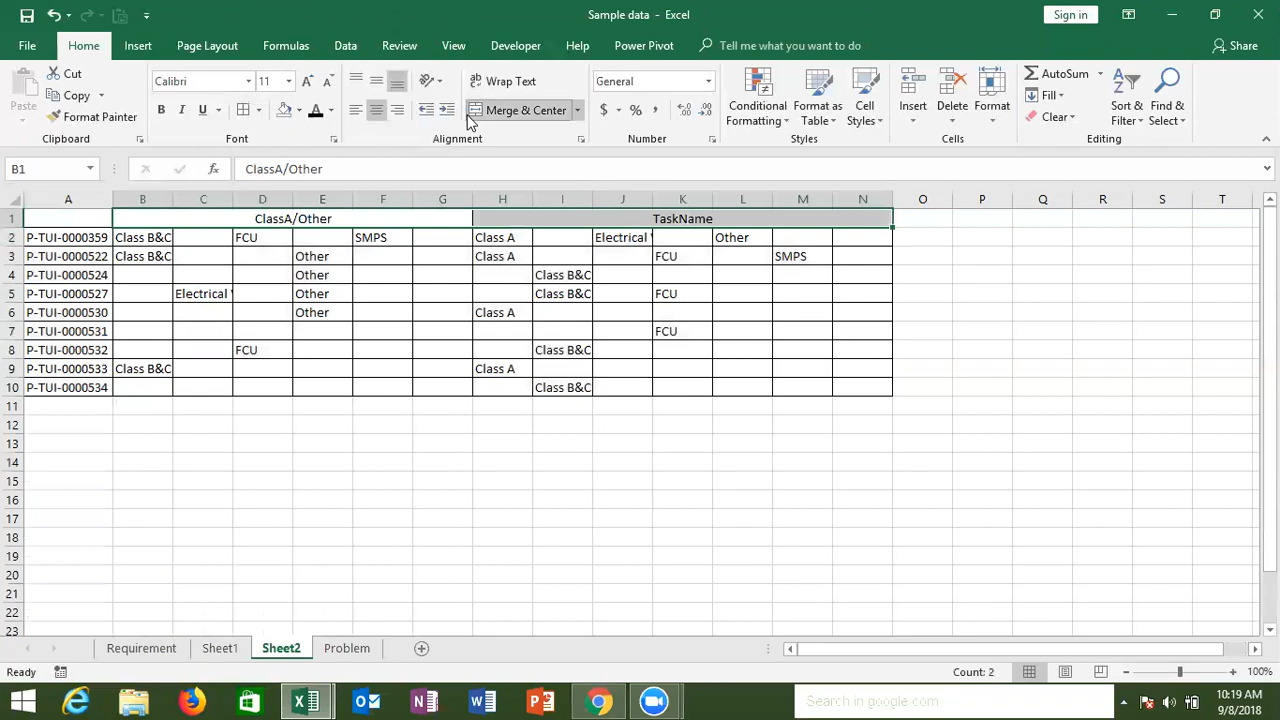 Sample data - Excel
Sign in
File Home Insert Page Layout Formulas Data Review View Developer Help Power Pivot Tell me what you want to do Share
Paste Cut Copy Format Painter Clipboard
Calibri 11 A A B I U A Font
ab Wrap Text Merge & Center Alignment
General $ % , Number
Conditional Formatting Format as Table Cell Styles Styles
Insert Delete Format Cells
AutoSum Fill Clear Sort & Filter Find & Select Editing
B1 fx ClassA/Other
A B C D E F G H I J K L M N O P Q R S T
1 ClassA/Other TaskName
2 P-TUI-0000359 Class B&C FCU SMPS Class A Electrical Other
3 P-TUI-0000522 Class B&C Other Class A FCU SMPS
4 P-TUI-0000524 Other Class B&C
5 P-TUI-0000527 Electrical Other Class B&C FCU
6 P-TUI-0000530 Other Class A
7 P-TUI-0000531 FCU
8 P-TUI-0000532 FCU Class B&C
9 P-TUI-0000533 Class B&C Class A
10 P-TUI-0000534 Class B&C
11
12
13
14
15
16
17
18
19
20
21
22
23
Requirement Sheet1 Sheet2 Problem
Ready Count: 2 100%
Search in google.com
10:19 AM
9/8/2018